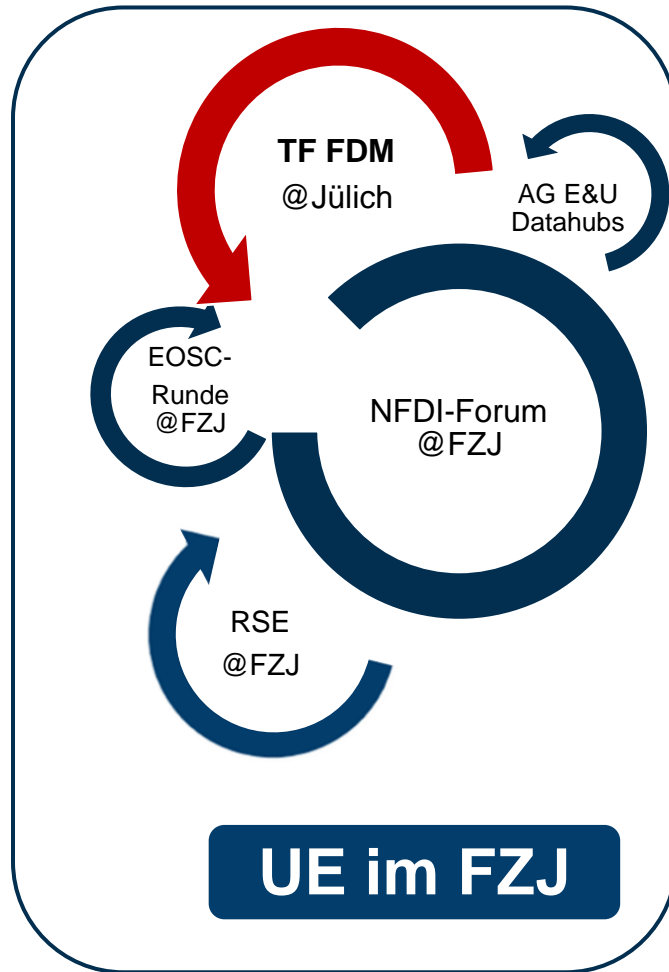 TF FDM
@Jülich
AG E&U
Datahubs
EOSC-
Runde
@FZJ
NFDI-Forum
@FZJ
RSE
@FZJ
UE im FZJ